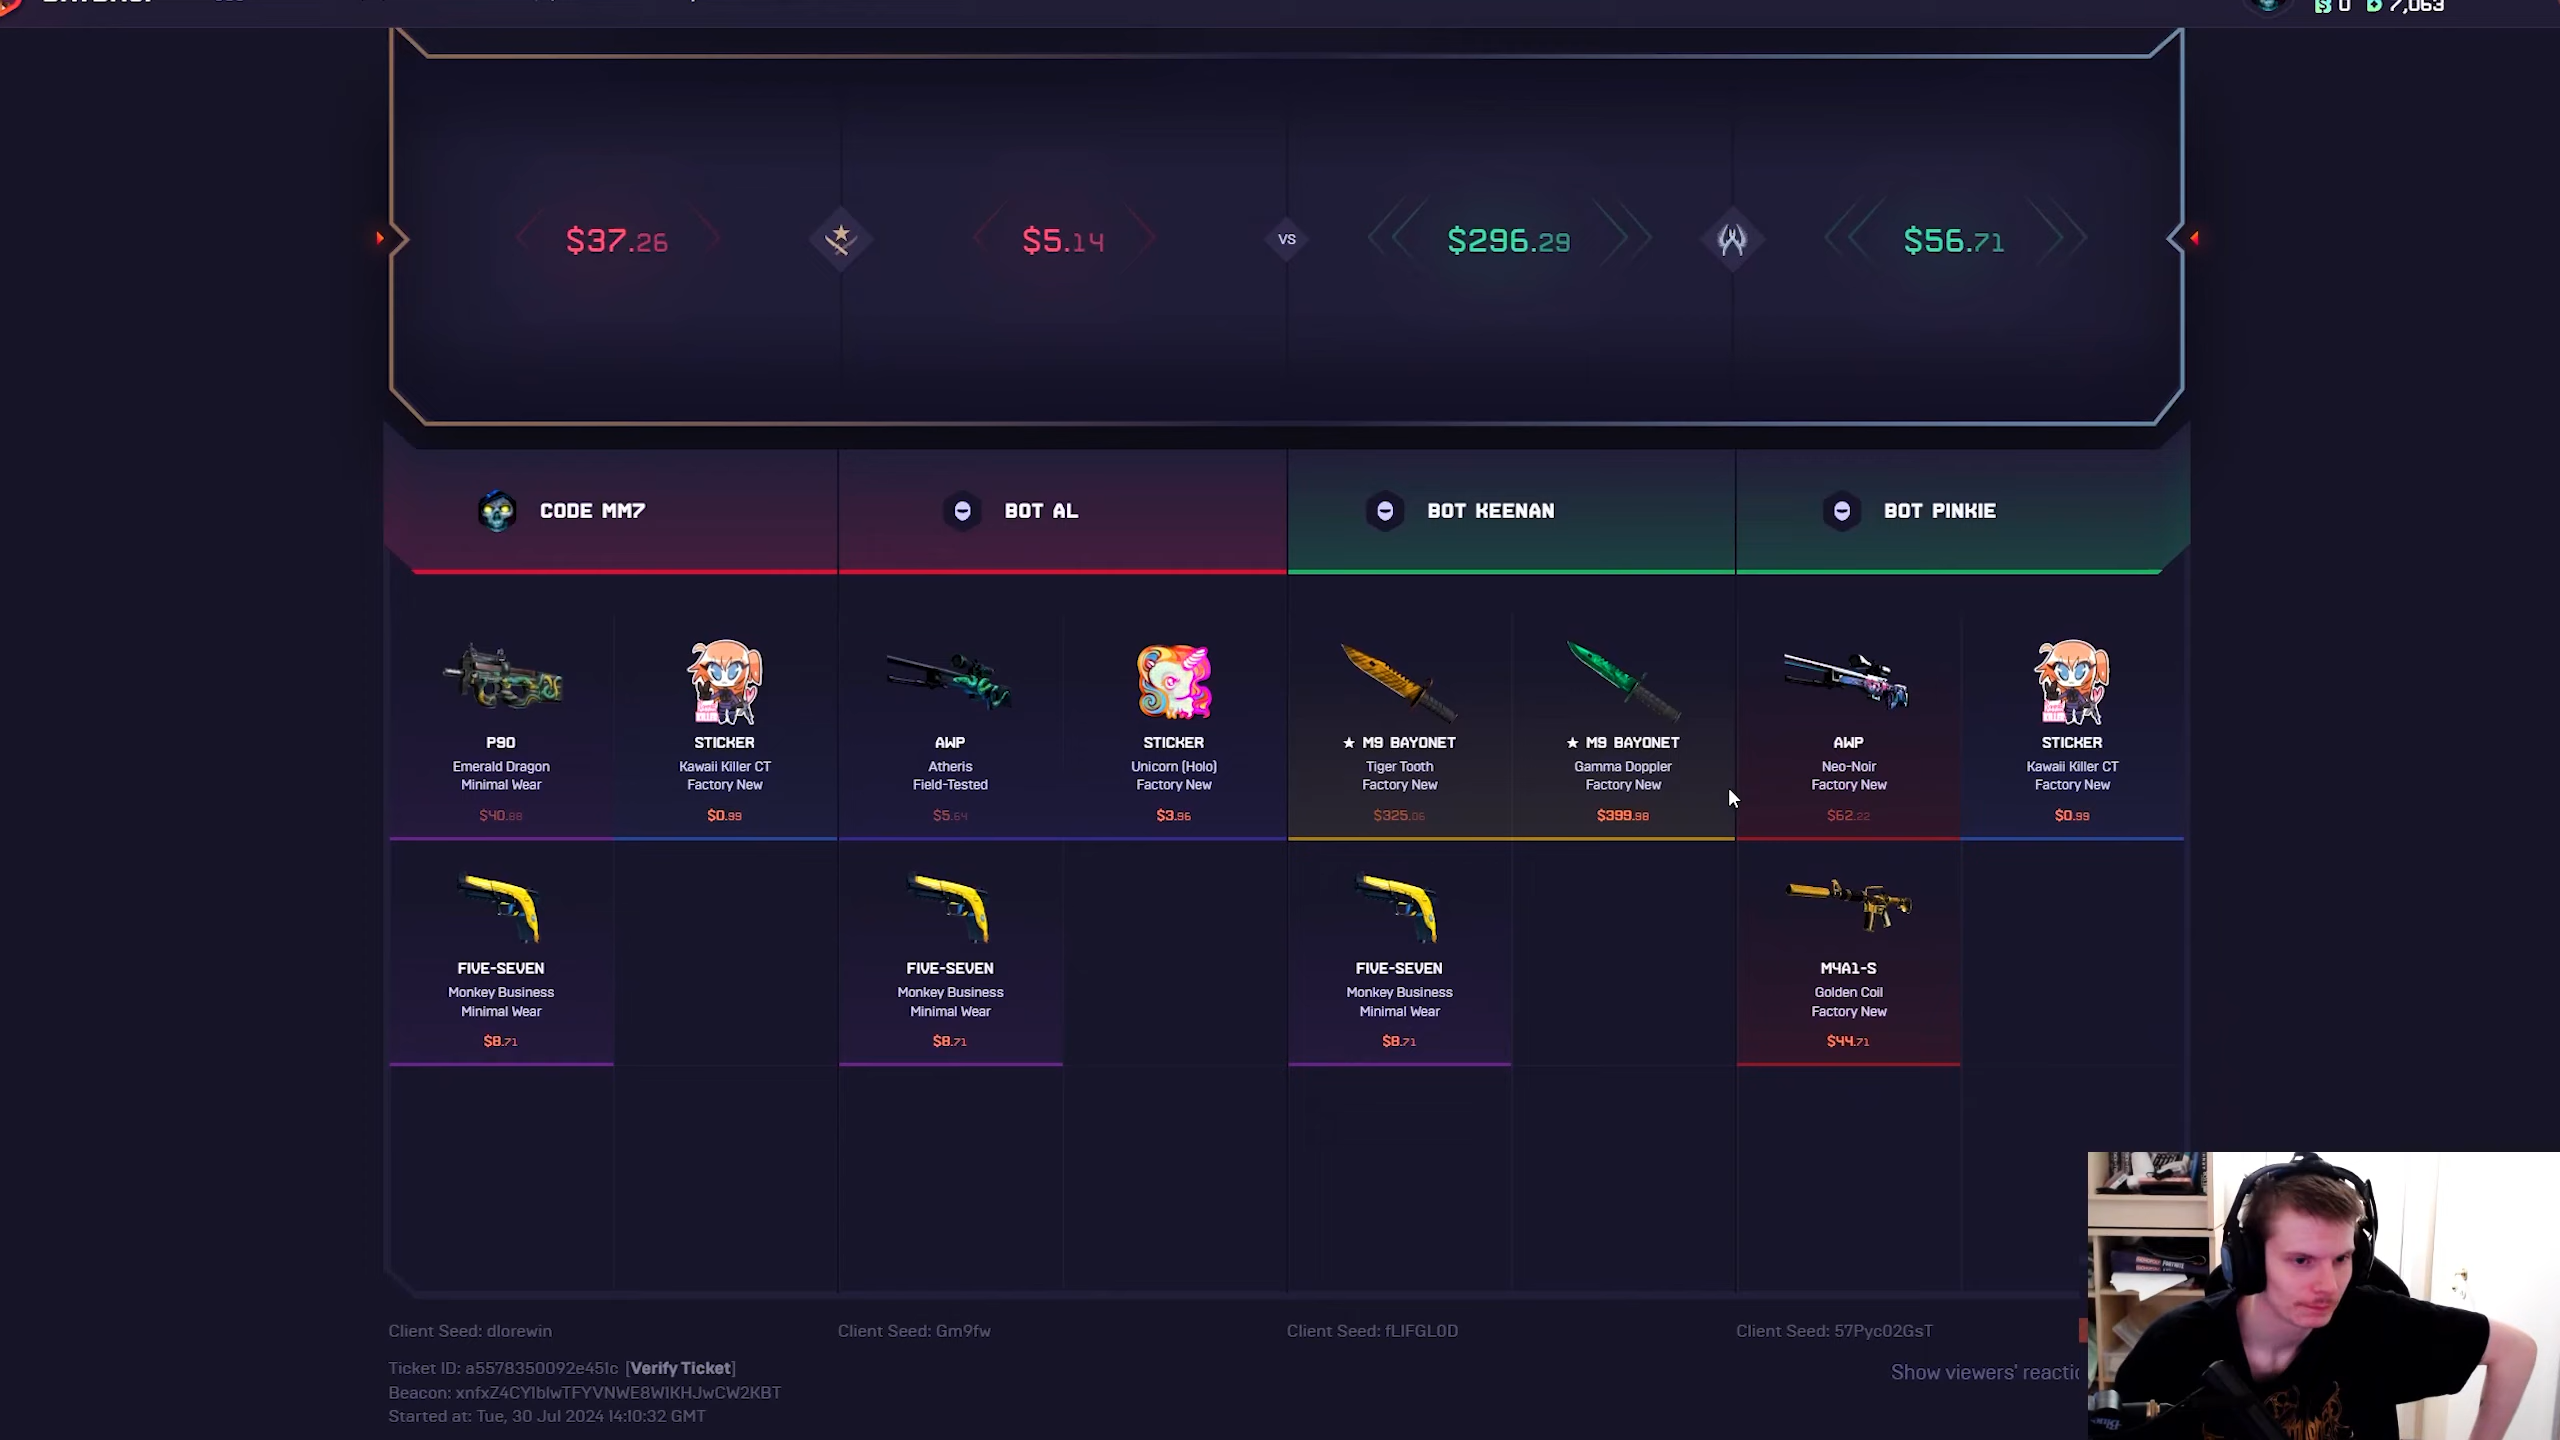 0 7,063
$37.26
$5.14
VS
$296.29
$56.71
CODE MM7
BOT AL
BOT KEENAN
BOT PINKIE
P90
Emerald Dragon
Minimal Wear
$40.88
STICKER
Kawaii Killer CT
Factory New
$0.99
AWP
Atheris
Field-Tested
$5.64
STICKER
Unicorn (Holo)
Factory New
$3.96
★ M9 BAYONET
Tiger Tooth
Factory New
$325.06
★ M9 BAYONET
Gamma Doppler
Factory New
$399.98
AWP
Neo-Noir
Factory New
$62.22
STICKER
Kawaii Killer CT
Factory New
$0.99
FIVE-SEVEN
Monkey Business
Minimal Wear
$8.71
FIVE-SEVEN
Monkey Business
Minimal Wear
$8.71
FIVE-SEVEN
Monkey Business
Minimal Wear
$8.71
M4A1-S
Golden Coil
Factory New
$44.71
Client Seed: dlorewin
Client Seed: Gm9fw
Client Seed: fLIFGL0D
Client Seed: 57Pyc02GsT
Ticket ID: a5578350092e451c [Verify Ticket]
Beacon: xnfxZ4CYIblwTFYVNWE8WIKHJwCW2KBT
Started at: Tue, 30 Jul 2024 14:10:32 GMT
Show viewers' reactio